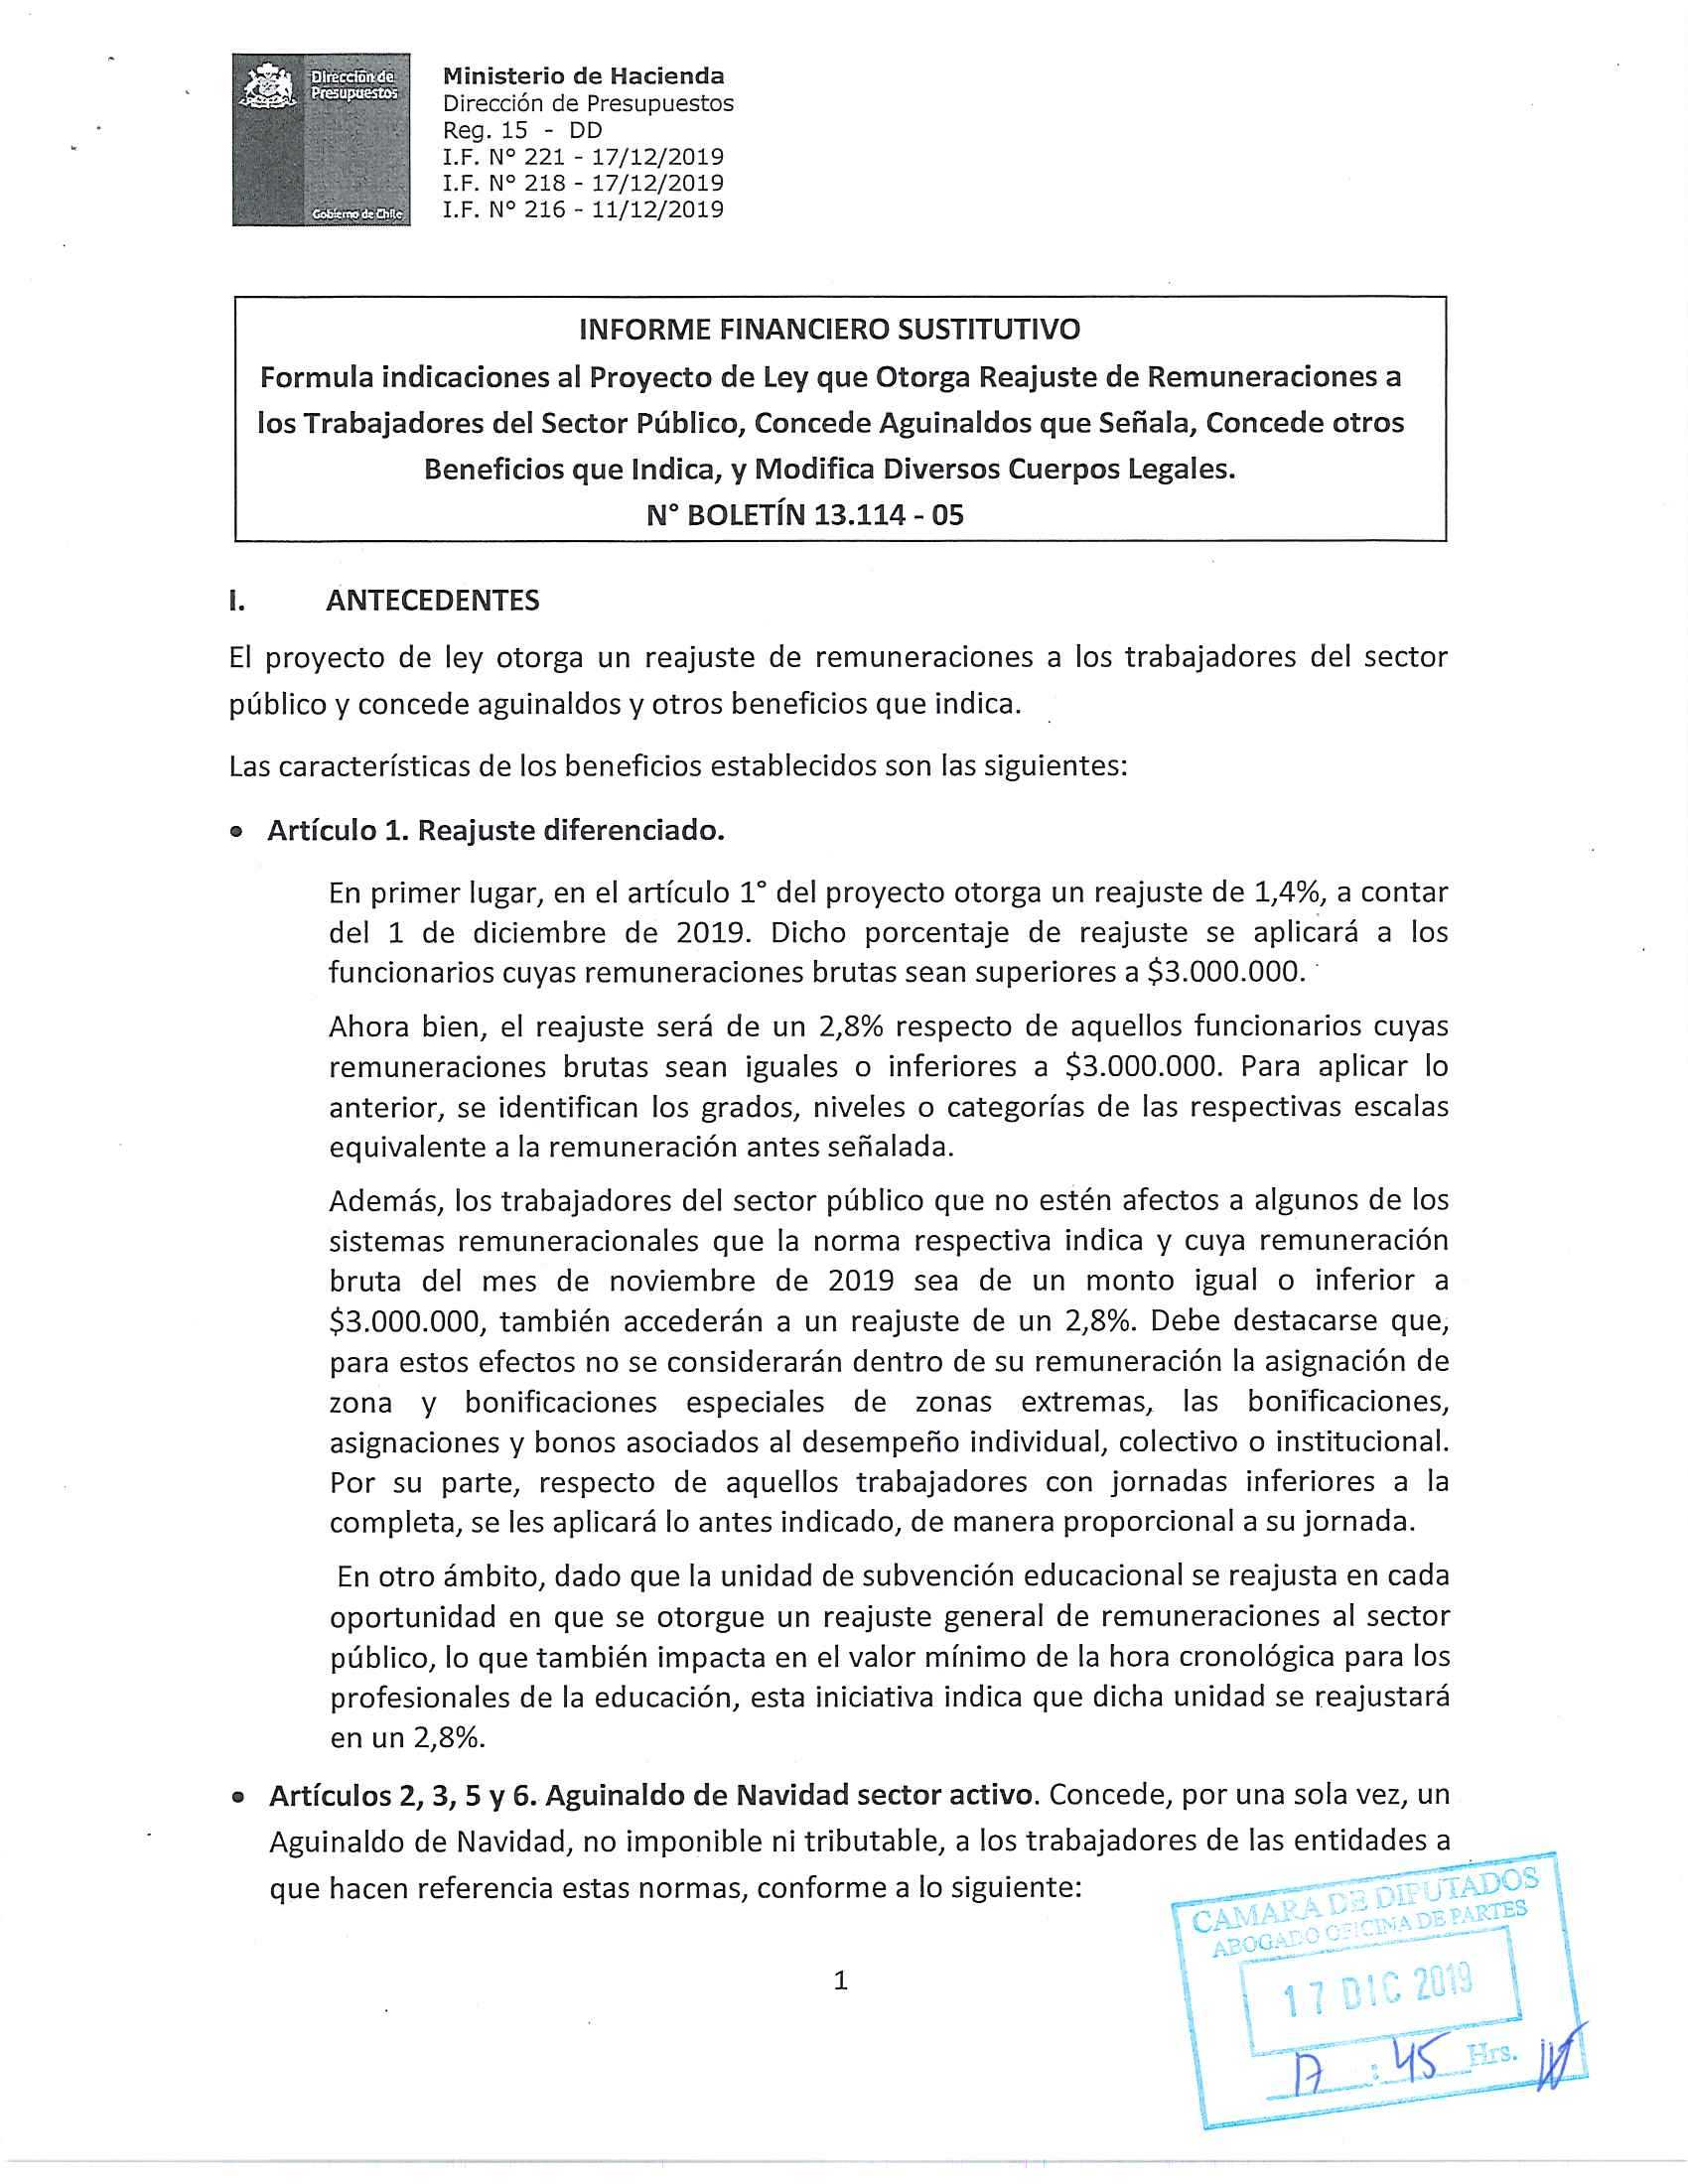 Dirección de
Presupuestos
Gobierno de Chile
Ministerio de Hacienda
Dirección de Presupuestos
Reg. 15 - DD
I.F. N° 221 - 17/12/2019
I.F. N° 218 - 17/12/2019
I.F. N° 216 - 11/12/2019
INFORME FINANCIERO SUSTITUTIVO
Formula indicaciones al Proyecto de Ley que Otorga Reajuste de Remuneraciones a
los Trabajadores del Sector Público, Concede Aguinaldos que Señala, Concede otros
Beneficios que Indica, y Modifica Diversos Cuerpos Legales.
N° BOLETÍN 13.114 - 05
I. ANTECEDENTES
El proyecto de ley otorga un reajuste de remuneraciones a los trabajadores del sector
público y concede aguinaldos y otros beneficios que indica.
Las características de los beneficios establecidos son las siguientes:
• Artículo 1. Reajuste diferenciado.
En primer lugar, en el artículo 1° del proyecto otorga un reajuste de 1,4%, a contar
del 1 de diciembre de 2019. Dicho porcentaje de reajuste se aplicará a los
funcionarios cuyas remuneraciones brutas sean superiores a $3.000.000.
Ahora bien, el reajuste será de un 2,8% respecto de aquellos funcionarios cuyas
remuneraciones brutas sean iguales o inferiores a $3.000.000. Para aplicar lo
anterior, se identifican los grados, niveles o categorías de las respectivas escalas
equivalente a la remuneración antes señalada.
Además, los trabajadores del sector público que no estén afectos a algunos de los
sistemas remuneracionales que la norma respectiva indica y cuya remuneración
bruta del mes de noviembre de 2019 sea de un monto igual o inferior a
$3.000.000, también accederán a un reajuste de un 2,8%. Debe destacarse que,
para estos efectos no se considerarán dentro de su remuneración la asignación de
zona y bonificaciones especiales de zonas extremas, las bonificaciones,
asignaciones y bonos asociados al desempeño individual, colectivo o institucional.
Por su parte, respecto de aquellos trabajadores con jornadas inferiores a la
completa, se les aplicará lo antes indicado, de manera proporcional a su jornada.
En otro ámbito, dado que la unidad de subvención educacional se reajusta en cada
oportunidad en que se otorgue un reajuste general de remuneraciones al sector
público, lo que también impacta en el valor mínimo de la hora cronológica para los
profesionales de la educación, esta iniciativa indica que dicha unidad se reajustará
en un 2,8%.
• Artículos 2, 3, 5 y 6. Aguinaldo de Navidad sector activo. Concede, por una sola vez, un
Aguinaldo de Navidad, no imponible ni tributable, a los trabajadores de las entidades a
que hacen referencia estas normas, conforme a lo siguiente:
1
CAMARA DE DIPUTADOS
ABOGADO OFICINA DE PARTES
17 DIC 2019
17 : 45 Hrs.